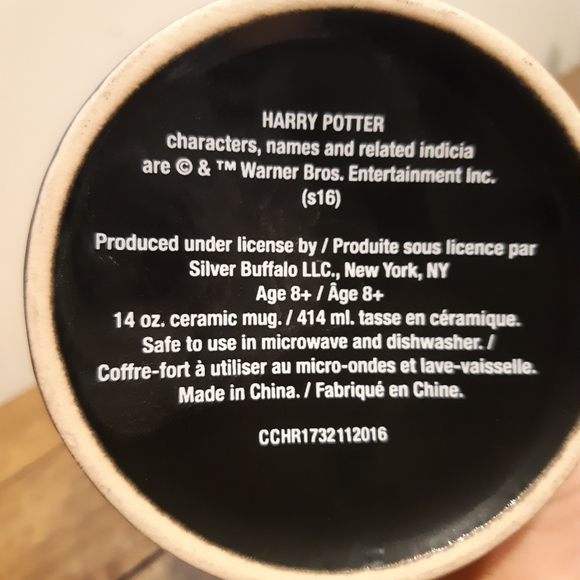 HARRY POTTER
characters, names and related indicia
are © & ™ Warner Bros. Entertainment Inc.
(s16)
Produced under license by / Produite sous licence par
Silver Buffalo LLC., New York, NY
Age 8+ / Âge 8+
14 oz. ceramic mug. / 414 ml. tasse en céramique.
Safe to use in microwave and dishwasher. /
Coffre-fort à utiliser au micro-ondes et lave-vaisselle.
Made in China. / Fabriqué en Chine.
CCHR1732112016